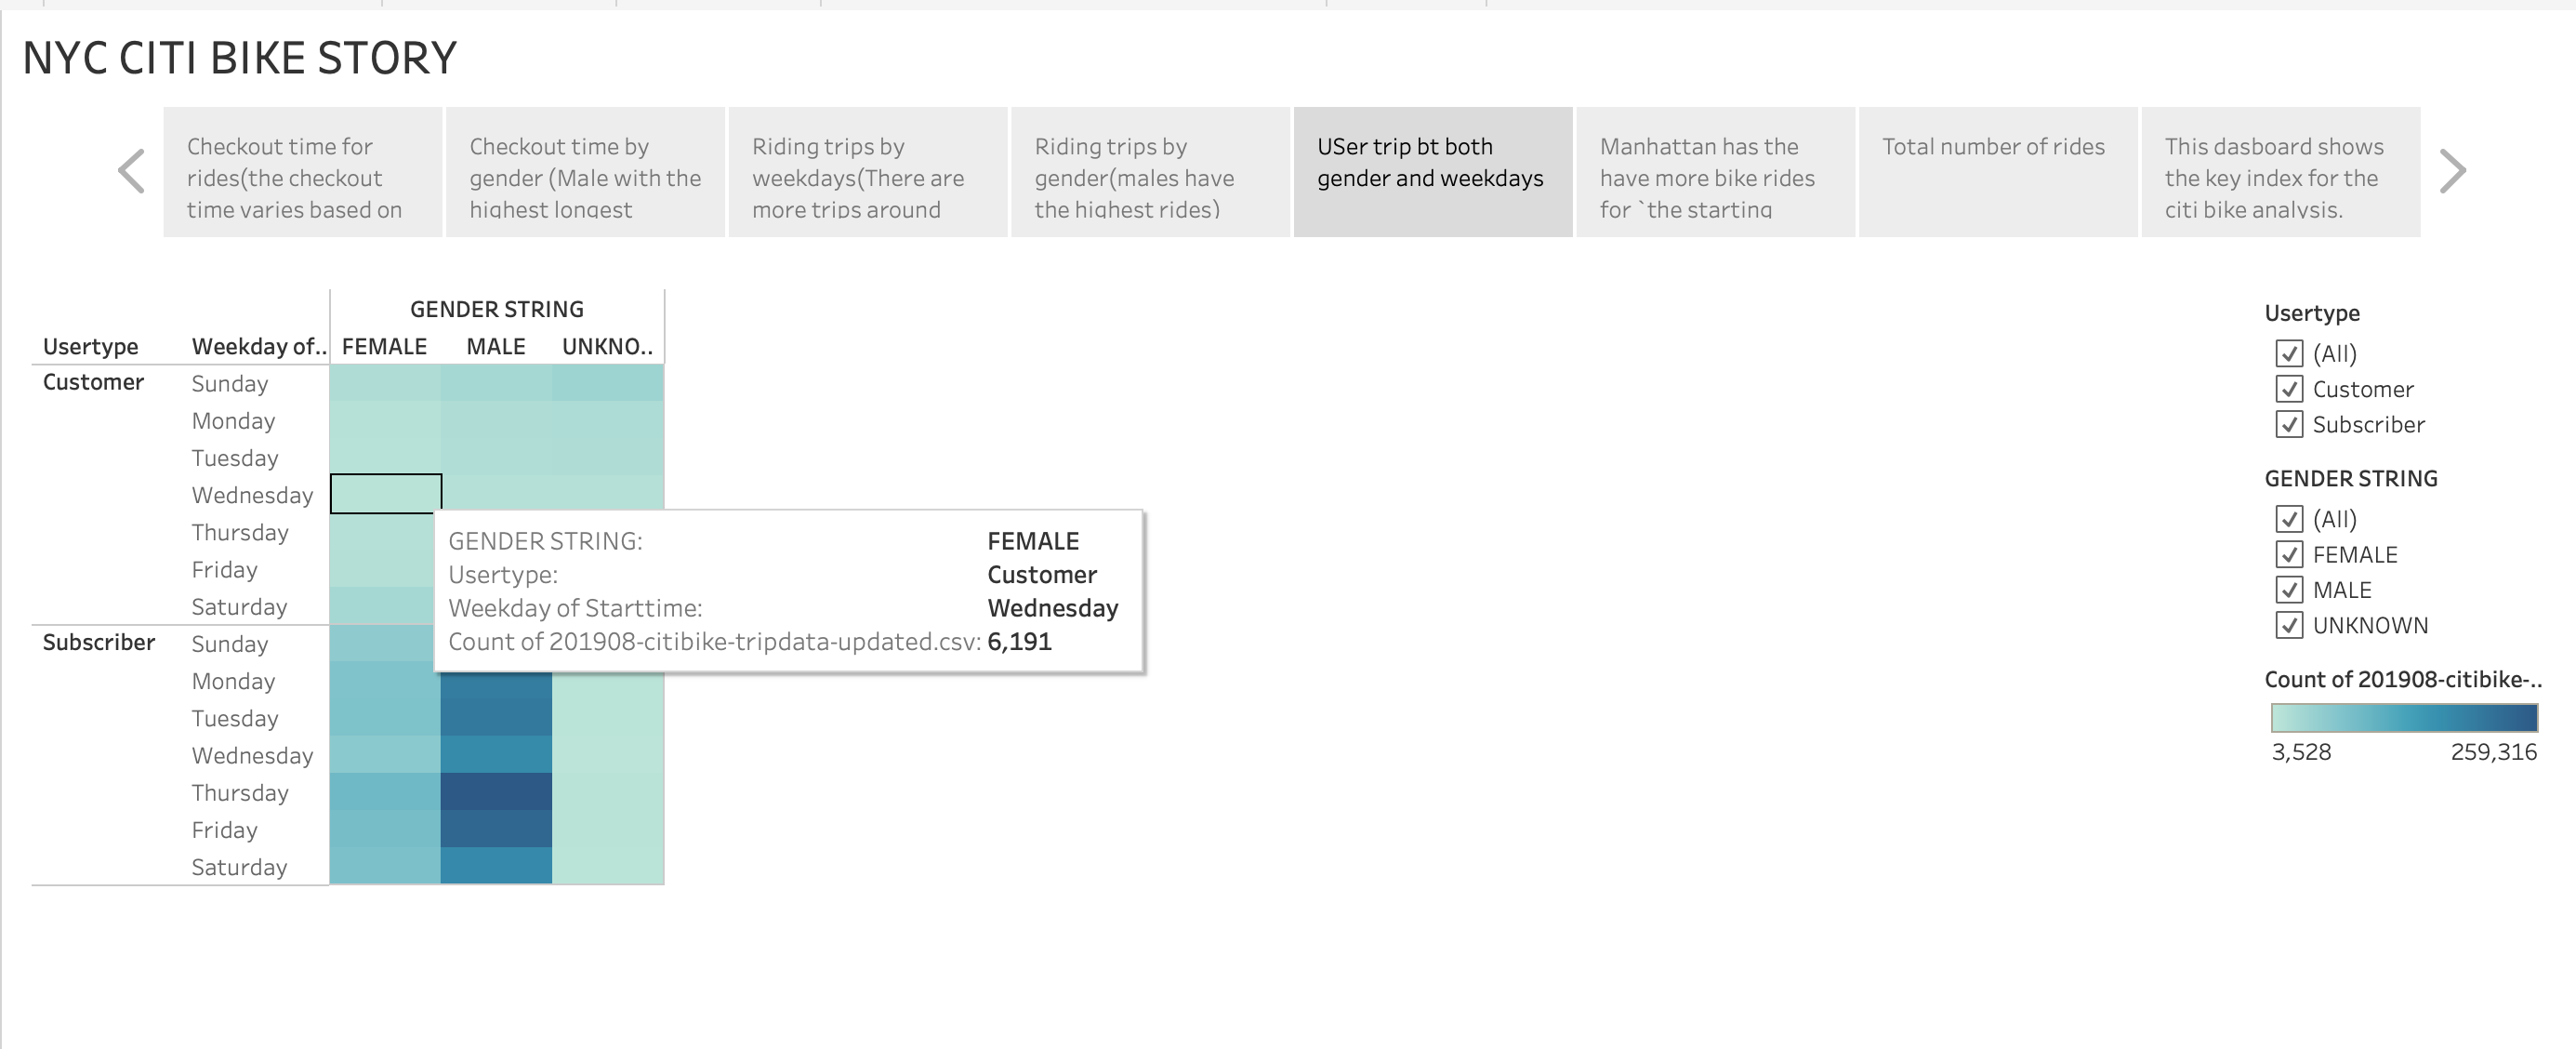 NYC CITI BIKE STORY
Checkout time for
rides(the checkout
time varies based on
Checkout time by
gender (Male with the
highest longest
Riding trips by
weekdays(There are
more trips around
Riding trips by
gender(males have
the highest rides)
USer trip bt both
gender and weekdays
Manhattan has the
have more bike rides
for `the starting
Total number of rides
This dasboard shows
the key index for the
citi bike analysis.
GENDER STRING
Usertype Weekday of.. FEMALE MALE UNKNO..
Customer Sunday
Monday
Tuesday
Wednesday
Thursday
Friday
Saturday
Subscriber Sunday
Monday
Tuesday
Wednesday
Thursday
Friday
Saturday
GENDER STRING: FEMALE
Usertype: Customer
Weekday of Starttime: Wednesday
Count of 201908-citibike-tripdata-updated.csv: 6,191
Usertype
(All)
Customer
Subscriber
GENDER STRING
(All)
FEMALE
MALE
UNKNOWN
Count of 201908-citibike-..
3,528 259,316